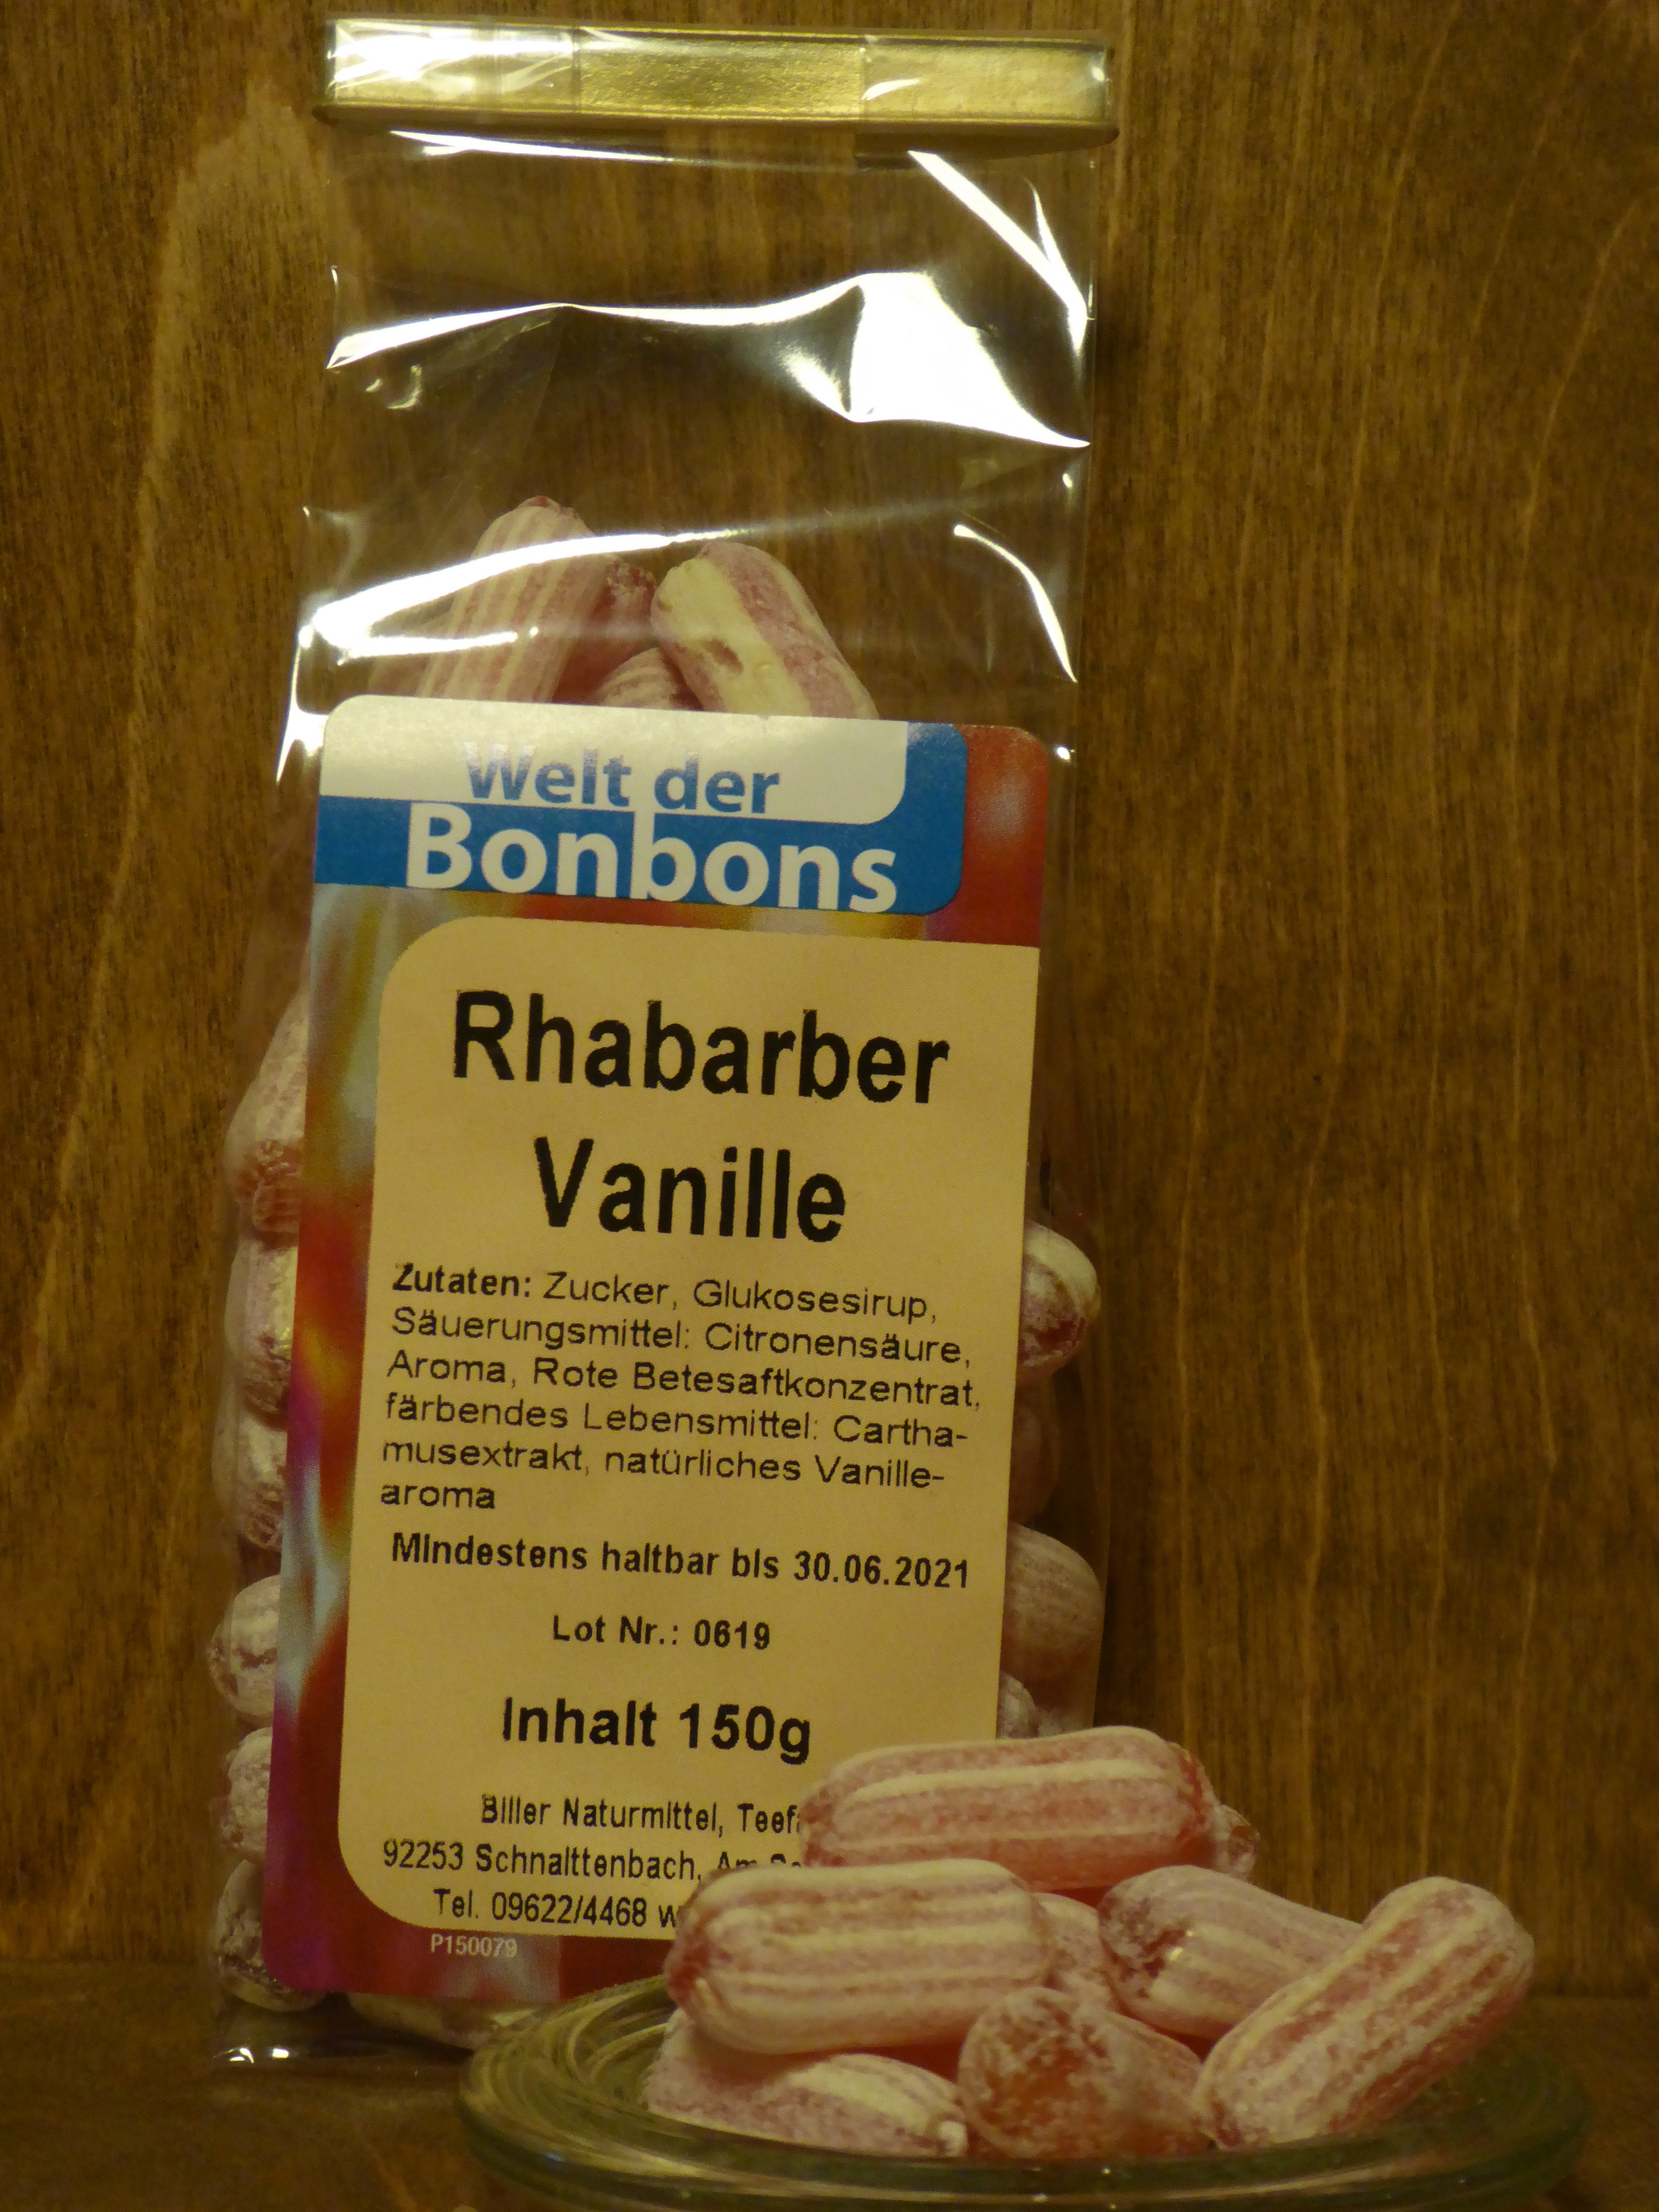 Welt der
Bonbons
Rhabarber
Vanille
Zutaten: Zucker, Glukosesirup,
Säuerungsmittel: Citronensäure,
Aroma, Rote Betesaftkonzentrat,
färbendes Lebensmittel: Cartha-
musextrakt, natürliches Vanille-
aroma
Mindestens haltbar bis 30.06.2021
Lot Nr.: 0619
Inhalt 150g
Biller Naturmittel,
92253 Schnaittenbach, Am
Tel. 09622/4468
P150079